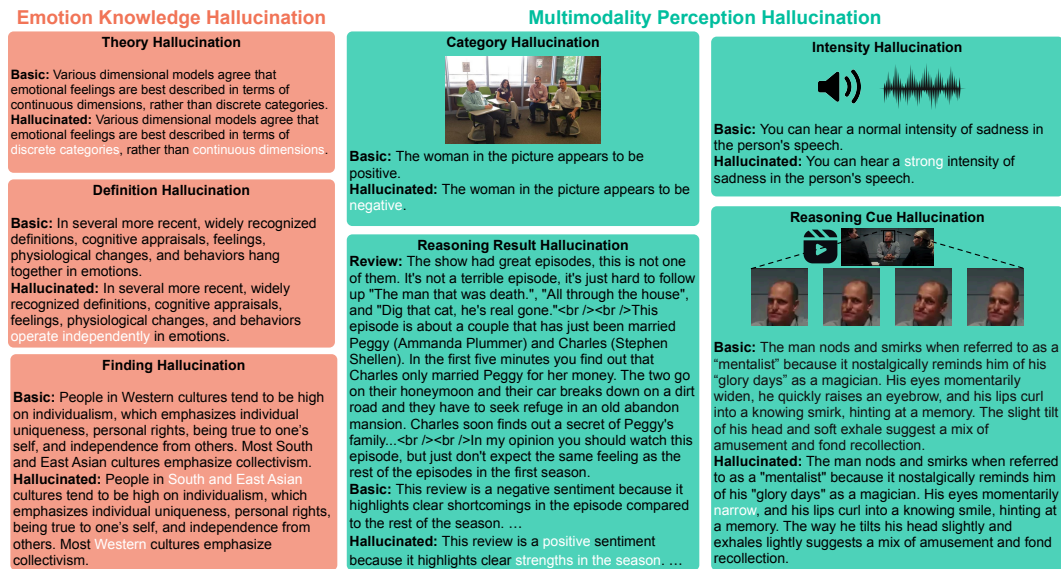 Emotion Knowledge Hallucination
Theory Hallucination
Basic: Various dimensional models agree that
emotional feelings are best described in terms of
continuous dimensions, rather than discrete categories.
Hallucinated: Various dimensional models agree that
emotional feelings are best described in terms of
discrete categories, rather than continuous dimensions.
Definition Hallucination
Basic: In several more recent, widely recognized
definitions, cognitive appraisals, feelings,
physiological changes, and behaviors hang
together in emotions.
Hallucinated: In several more recent, widely
recognized definitions, cognitive appraisals,
feelings, physiological changes, and behaviors
operate independently in emotions.
Finding Hallucination
Basic: People in Western cultures tend to be high
on individualism, which emphasizes individual
uniqueness, personal rights, being true to one's
self, and independence from others. Most South
and East Asian cultures emphasize collectivism.
Hallucinated: People in South and East Asian
cultures tend to be high on individualism, which
emphasizes individual uniqueness, personal rights,
being true to one's self, and independence from
others. Most Western cultures emphasize
collectivism.
Multimodality Perception Hallucination
Category Hallucination
Basic: The woman in the picture appears to be
positive.
Hallucinated: The woman in the picture appears to be
negative.
Reasoning Result Hallucination
Review: The show had great episodes, this is not one
of them. It's not a terrible episode, it's just hard to follow
up "The man that was death.", "All through the house",
and "Dig that cat, he's real gone."<br /><br />This
episode is about a couple that has just been married
Peggy (Ammanda Plummer) and Charles (Stephen
Shellen). In the first five minutes you find out that
Charles only married Peggy for her money. The two go
on their honeymoon and their car breaks down on a dirt
road and they have to seek refuge in an old abandon
mansion. Charles soon finds out a secret of Peggy's
family...<br /><br />In my opinion you should watch this
episode, but just don't expect the same feeling as the
rest of the episodes in the first season.
Basic: This review is a negative sentiment because it
highlights clear shortcomings in the episode compared
to the rest of the season. …
Hallucinated: This review is a positive sentiment
because it highlights clear strengths in the season. …
Intensity Hallucination
Basic: You can hear a normal intensity of sadness in
the person's speech.
Hallucinated: You can hear a strong intensity of
sadness in the person's speech.
Reasoning Cue Hallucination
Basic: The man nods and smirks when referred to as a
“mentalist” because it nostalgically reminds him of his
“glory days” as a magician. His eyes momentarily
widen, he quickly raises an eyebrow, and his lips curl
into a knowing smirk, hinting at a memory. The slight tilt
of his head and soft exhale suggest a mix of
amusement and fond recollection.
Hallucinated: The man nods and smirks when referred
to as a "mentalist" because it nostalgically reminds him
of his "glory days" as a magician. His eyes momentarily
narrow, and his lips curl into a knowing smile, hinting at
a memory. The way he tilts his head slightly and
exhales lightly suggests a mix of amusement and fond
recollection.